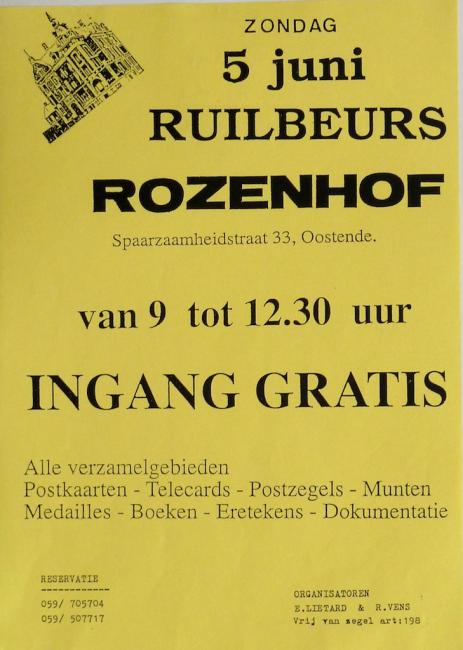 ZONDAG
5 juni
RUILBEURS
ROZENHOF
Spaarzaamheidstraat 33, Oostende.
van 9 tot 12.30 uur
INGANG GRATIS
Alle verzamelgebieden
Postkaarten - Telecards - Postzegels - Munten
Medailles - Boeken - Eretekens - Dokumentatie
RESERVATIE
059/ 705704
059/ 507717
ORGANISATOREN
E.LIETARD & R.VENS
Vrij van zegel art:198